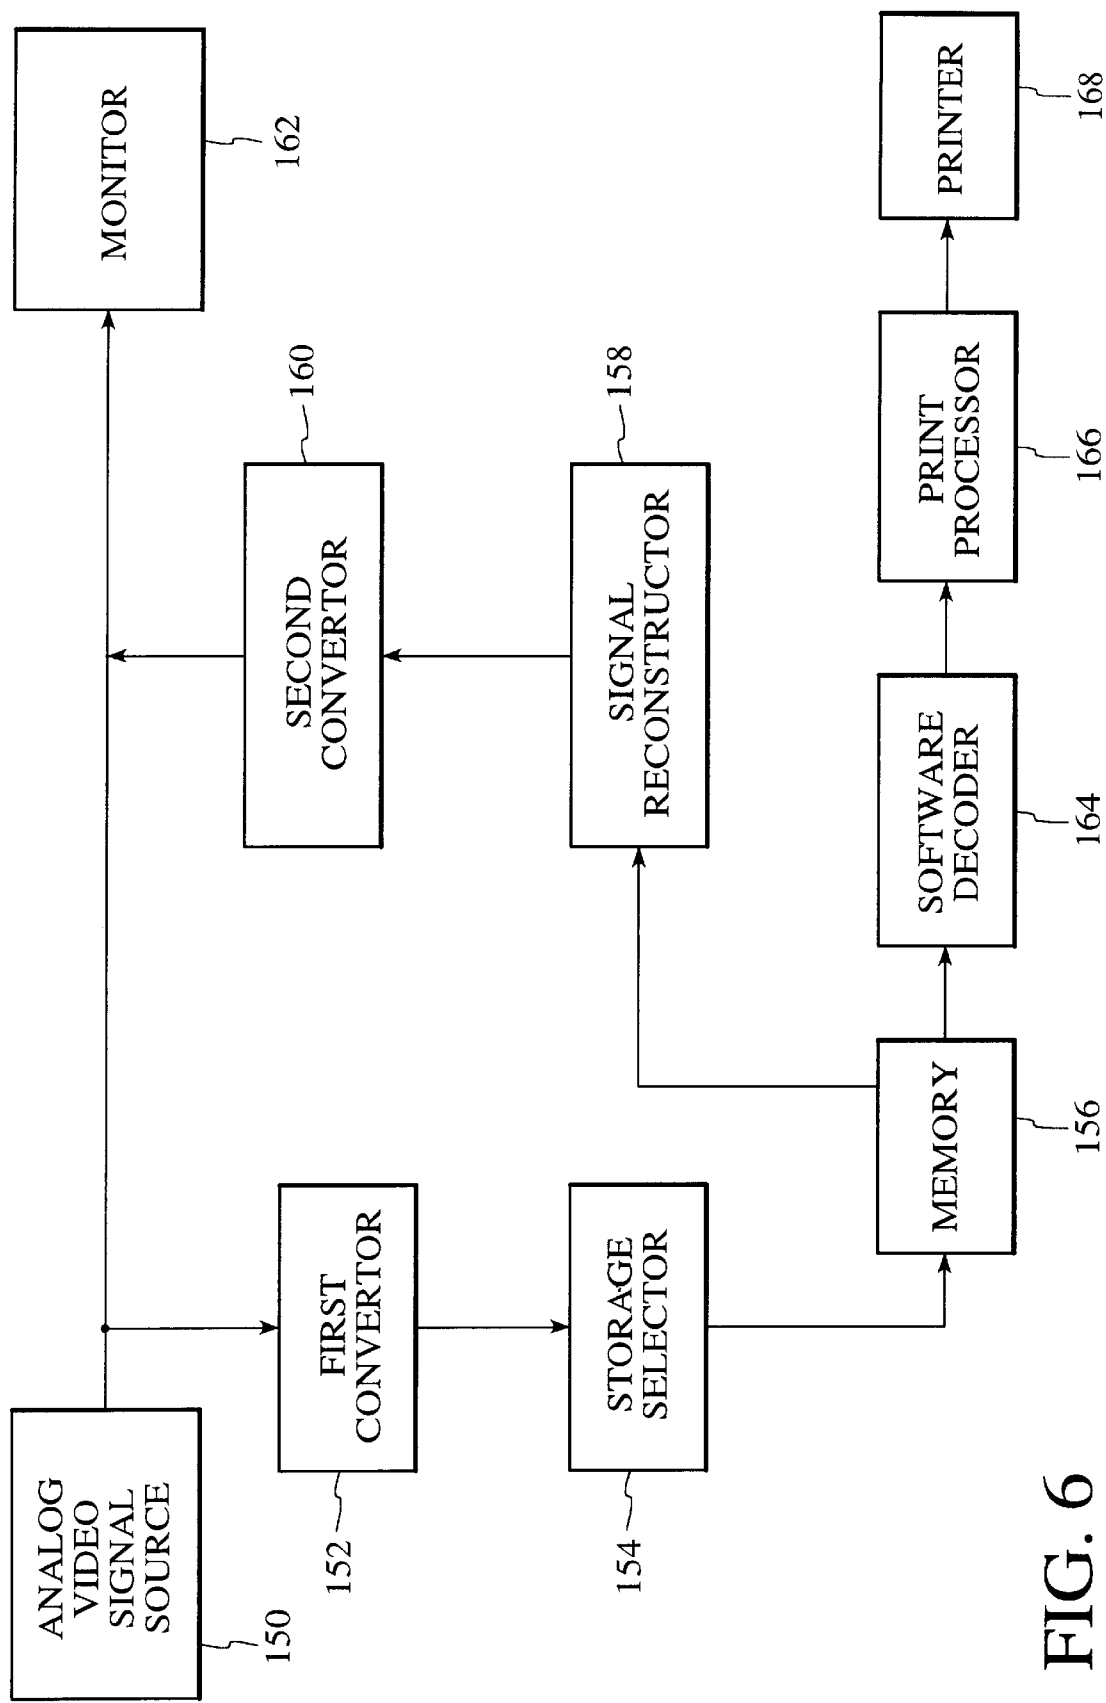 ANALOG
VIDEO
SIGNAL
SOURCE
150
MONITOR
162
FIRST
CONVERTOR
152
SECOND
CONVERTOR
160
STORAGE
SELECTOR
154
SIGNAL
RECONSTRUCTOR
158
MEMORY
156
SOFTWARE
DECODER
164
PRINT
PROCESSOR
166
PRINTER
168
FIG. 6